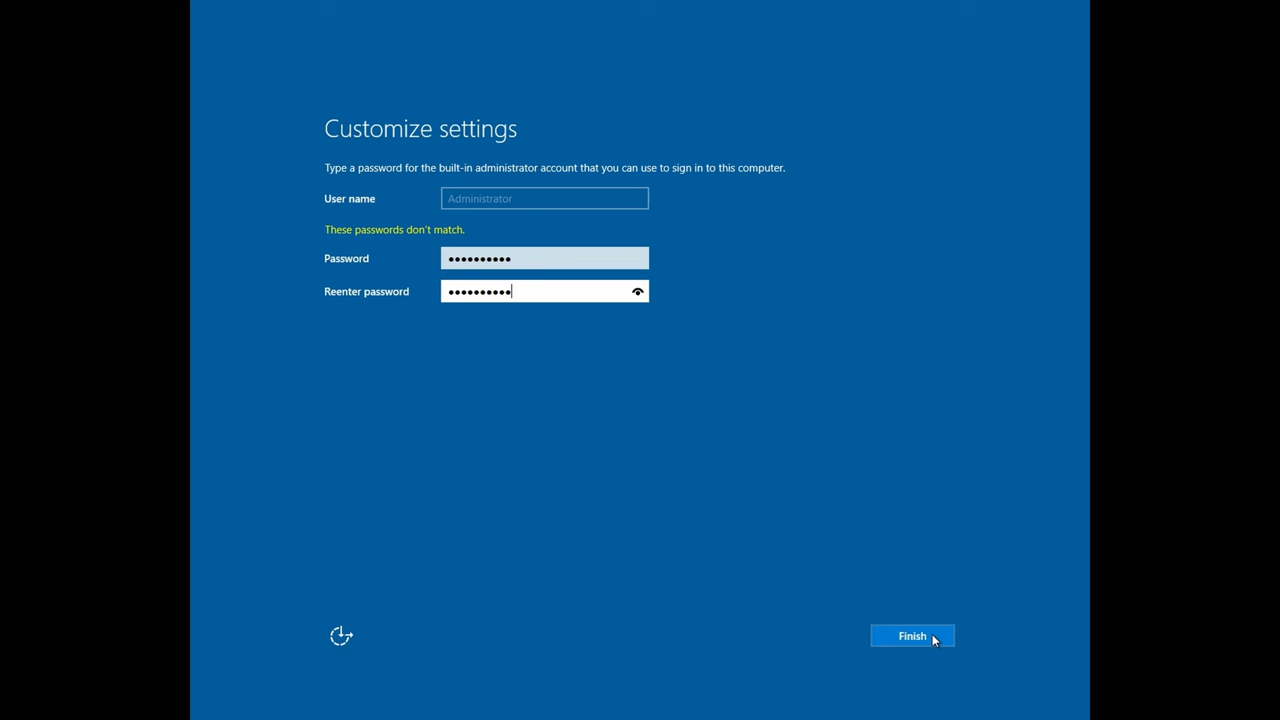 Customize settings
Type a password for the built-in administrator account that you can use to sign in to this computer.
User name Administrator
These passwords don't match.
Password ●●●●●●●●●●
Reenter password ●●●●●●●●●●
Finish